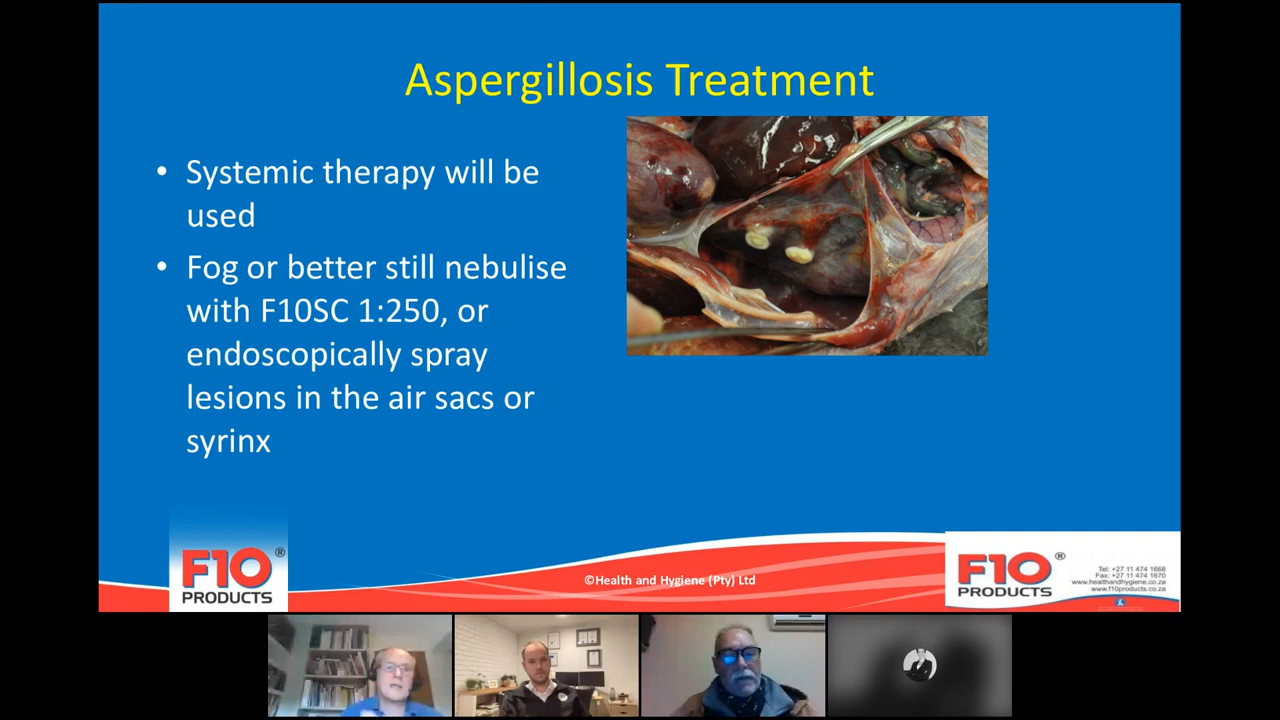 Aspergillosis Treatment
• Systemic therapy will be
used
• Fog or better still nebulise
with F10SC 1:250, or
endoscopically spray
lesions in the air sacs or
syrinx
F10®
PRODUCTS
©Health and Hygiene (Pty) Ltd
F10®
PRODUCTS
Tel: +27 11 474 1668
Fax: +27 11 474 1670
www.healthandhygiene.co.za
www.f10products.co.za